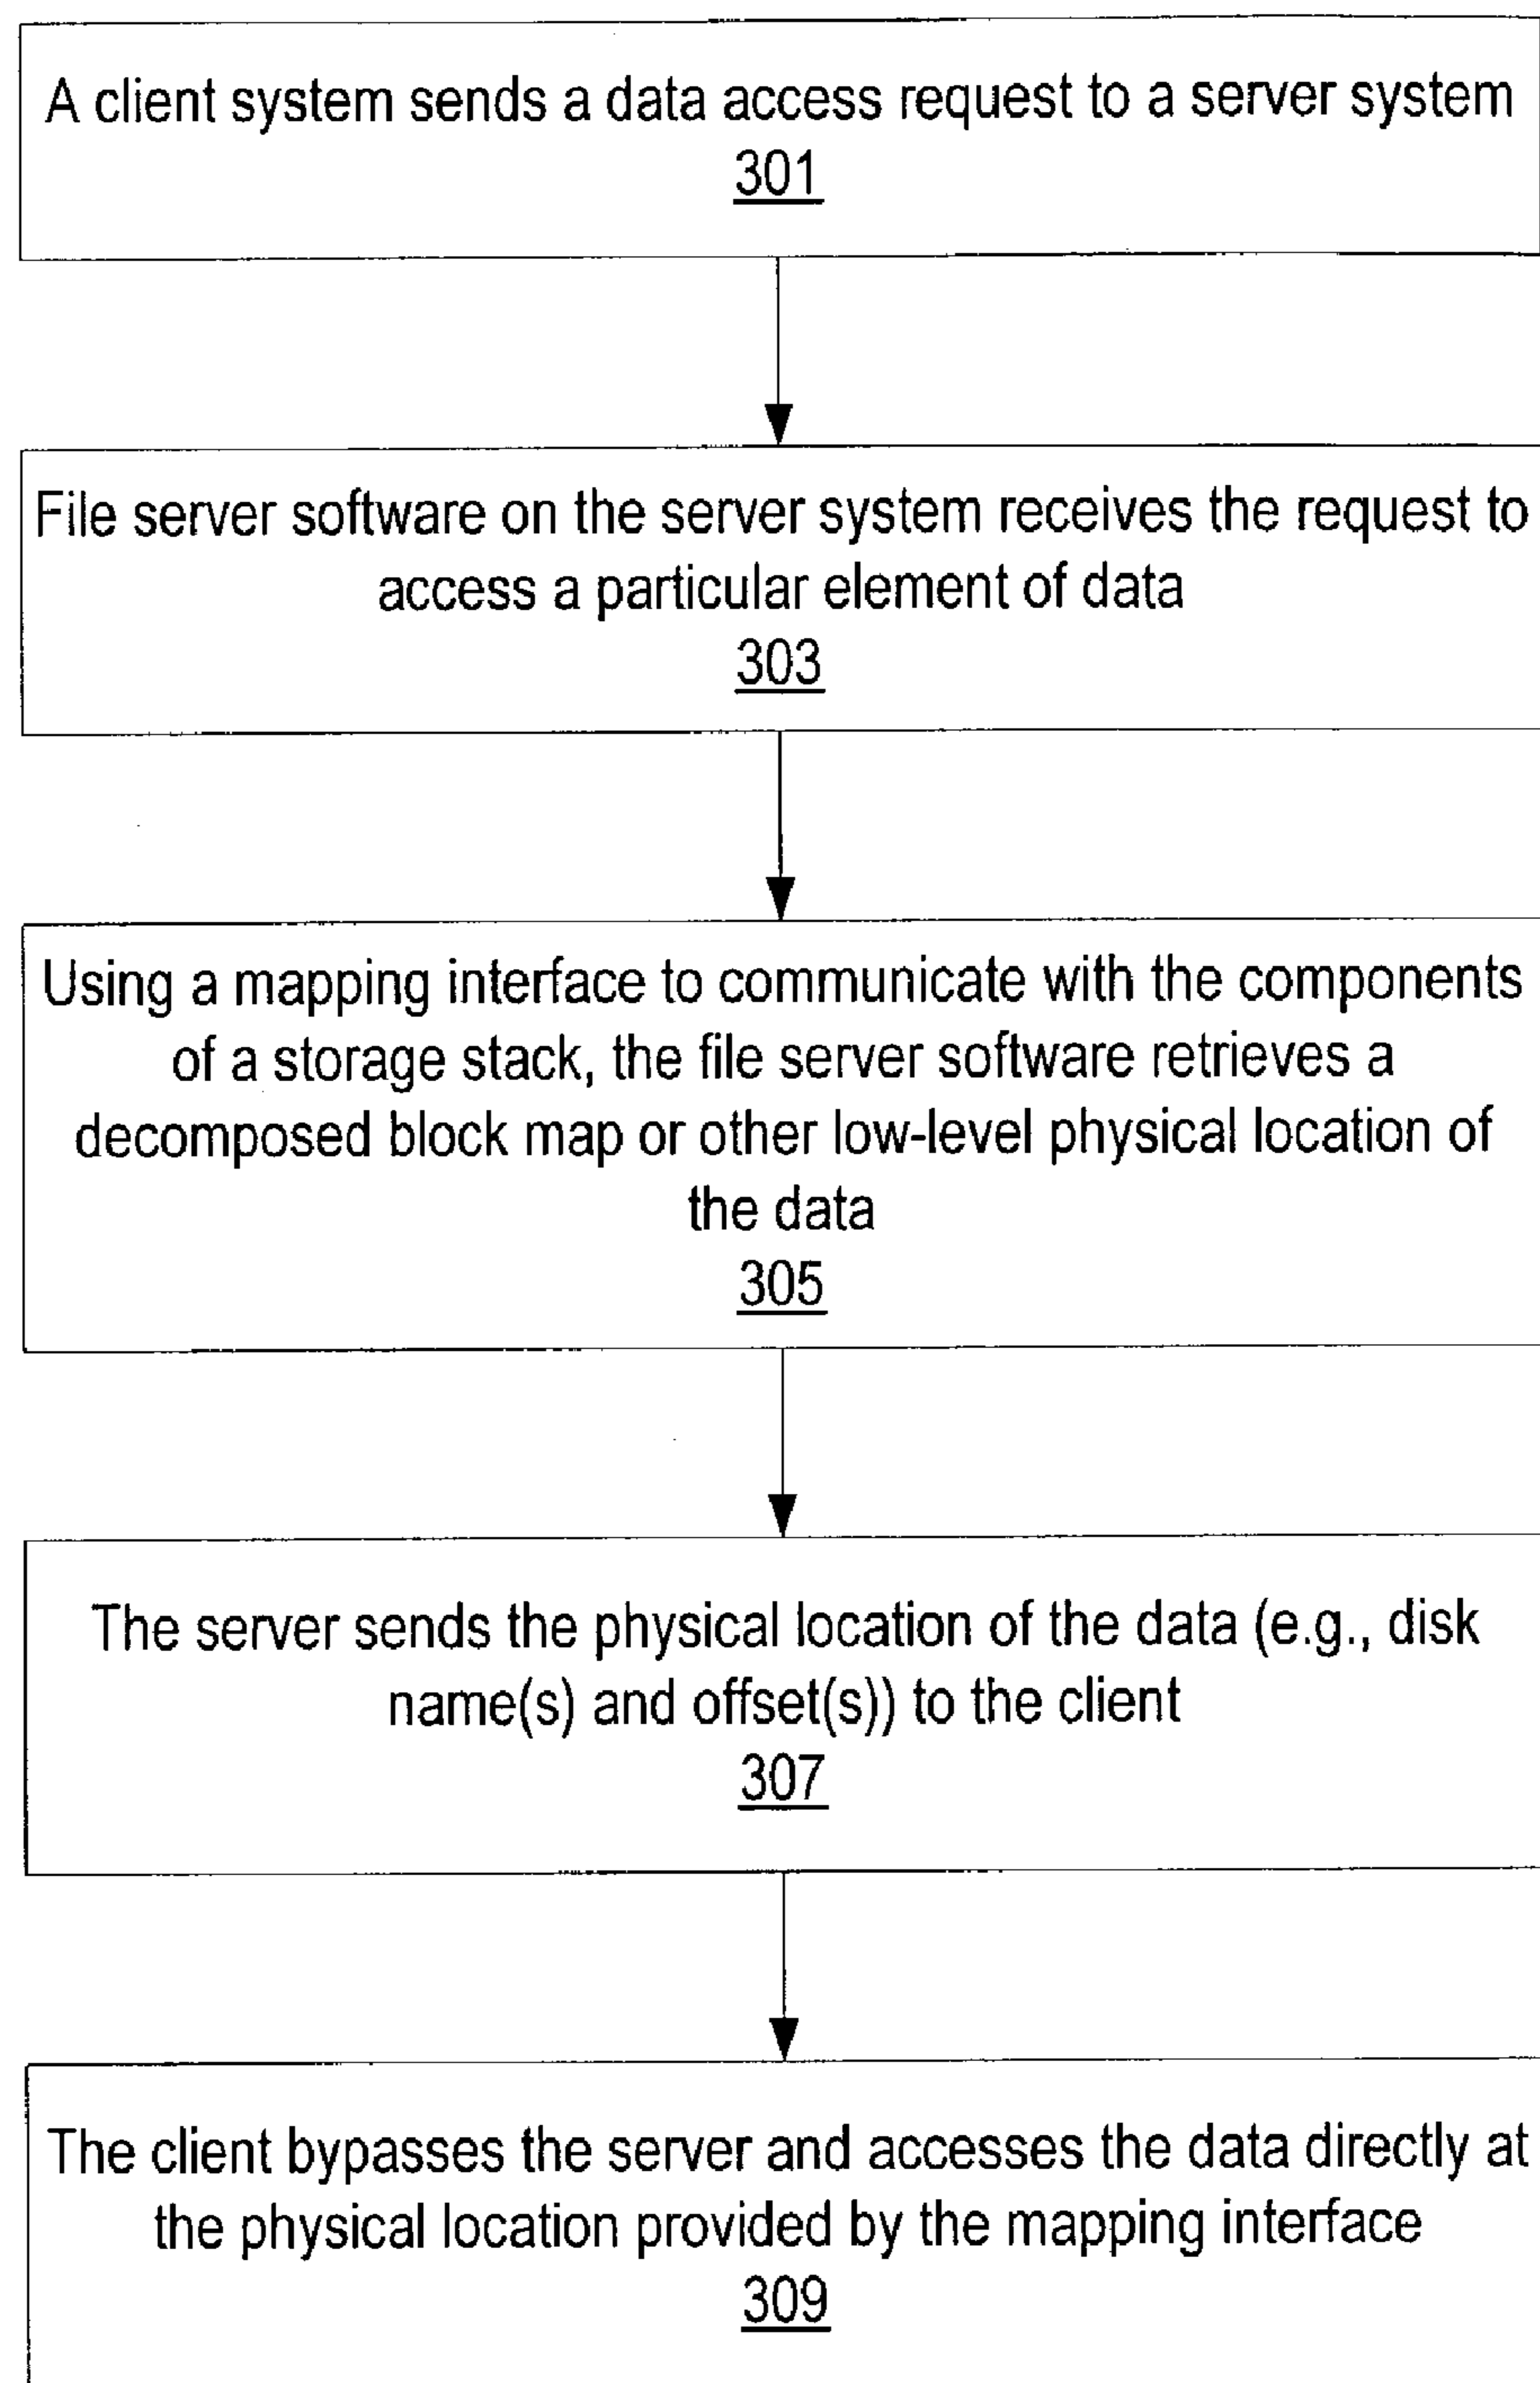 A client system sends a data access request to a server system
301
File server software on the server system receives the request to
access a particular element of data
303
Using a mapping interface to communicate with the components
of a storage stack, the file server software retrieves a
decomposed block map or other low-level physical location of
the data
305
The server sends the physical location of the data (e.g., disk
name(s) and offset(s)) to the client
307
The client bypasses the server and accesses the data directly at
the physical location provided by the mapping interface
309